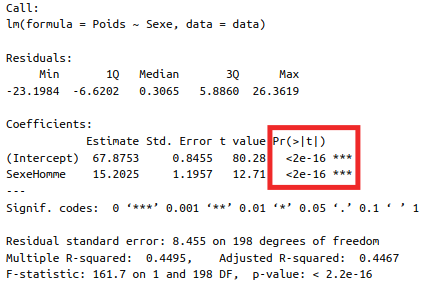 Call:
lm(formula = Poids ~ Sexe, data = data)
Residuals:
Min 1Q Median 3Q Max
-23.1984 -6.6202 0.3065 5.8860 26.3619
Coefficients:
Estimate Std. Error t value Pr(>|t|)
(Intercept) 67.8753 0.8455 80.28 <2e-16 ***
SexeHomme 15.2025 1.1957 12.71 <2e-16 ***
---
Signif. codes: 0 ‘***’ 0.001 ‘**’ 0.01 ‘*’ 0.05 ‘.’ 0.1 ‘ ’ 1
Residual standard error: 8.455 on 198 degrees of freedom
Multiple R-squared: 0.4495, Adjusted R-squared: 0.4467
F-statistic: 161.7 on 1 and 198 DF, p-value: < 2.2e-16